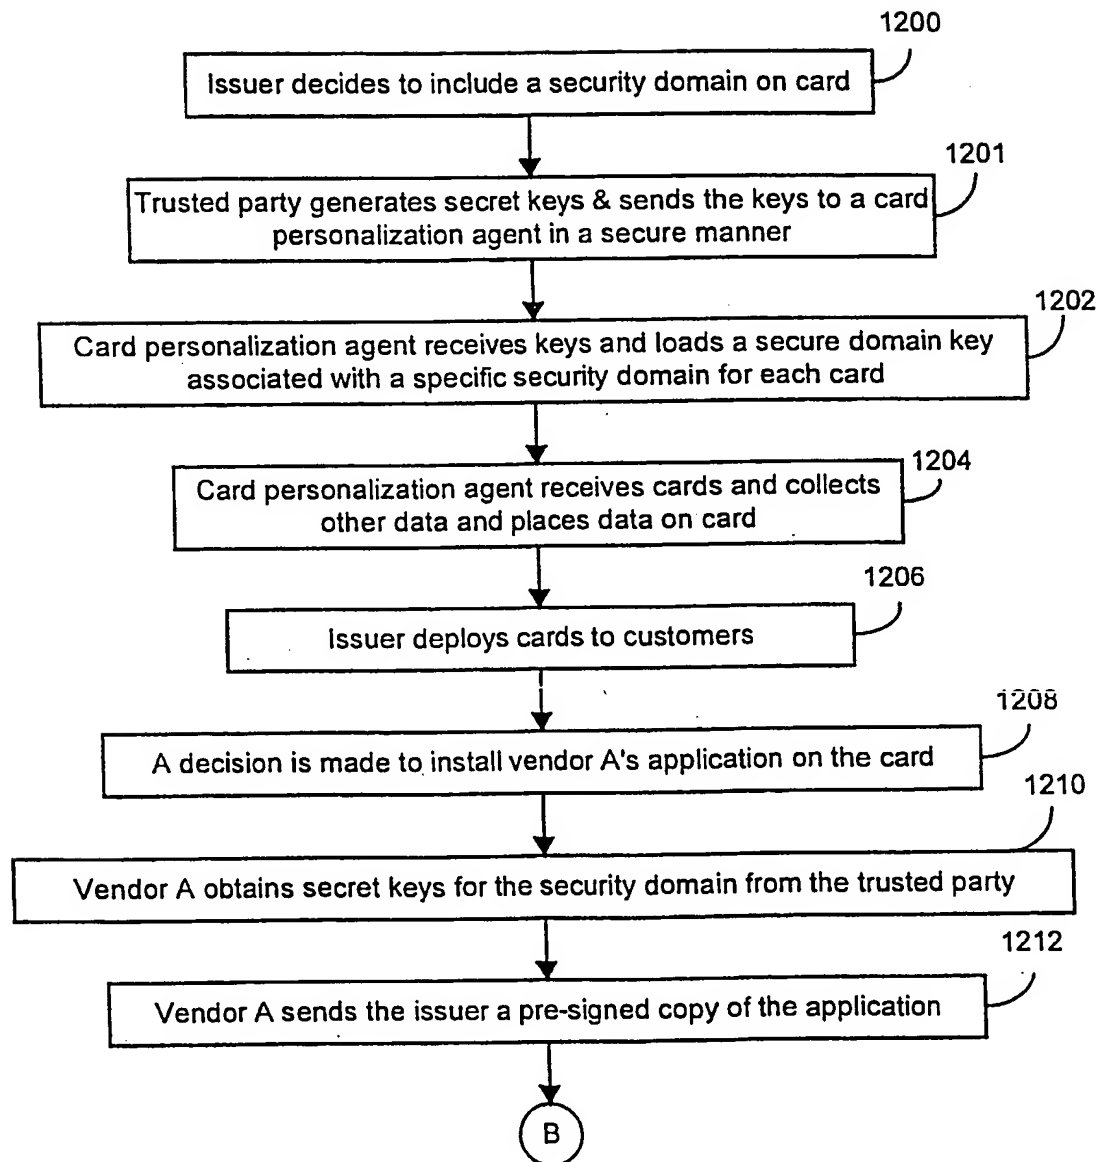 1200
Issuer decides to include a security domain on card
1201
Trusted party generates secret keys & sends the keys to a card
personalization agent in a secure manner
1202
Card personalization agent receives keys and loads a secure domain key
associated with a specific security domain for each card
1204
Card personalization agent receives cards and collects
other data and places data on card
1206
Issuer deploys cards to customers
1208
A decision is made to install vendor A's application on the card
1210
Vendor A obtains secret keys for the security domain from the trusted party
1212
Vendor A sends the issuer a pre-signed copy of the application
B